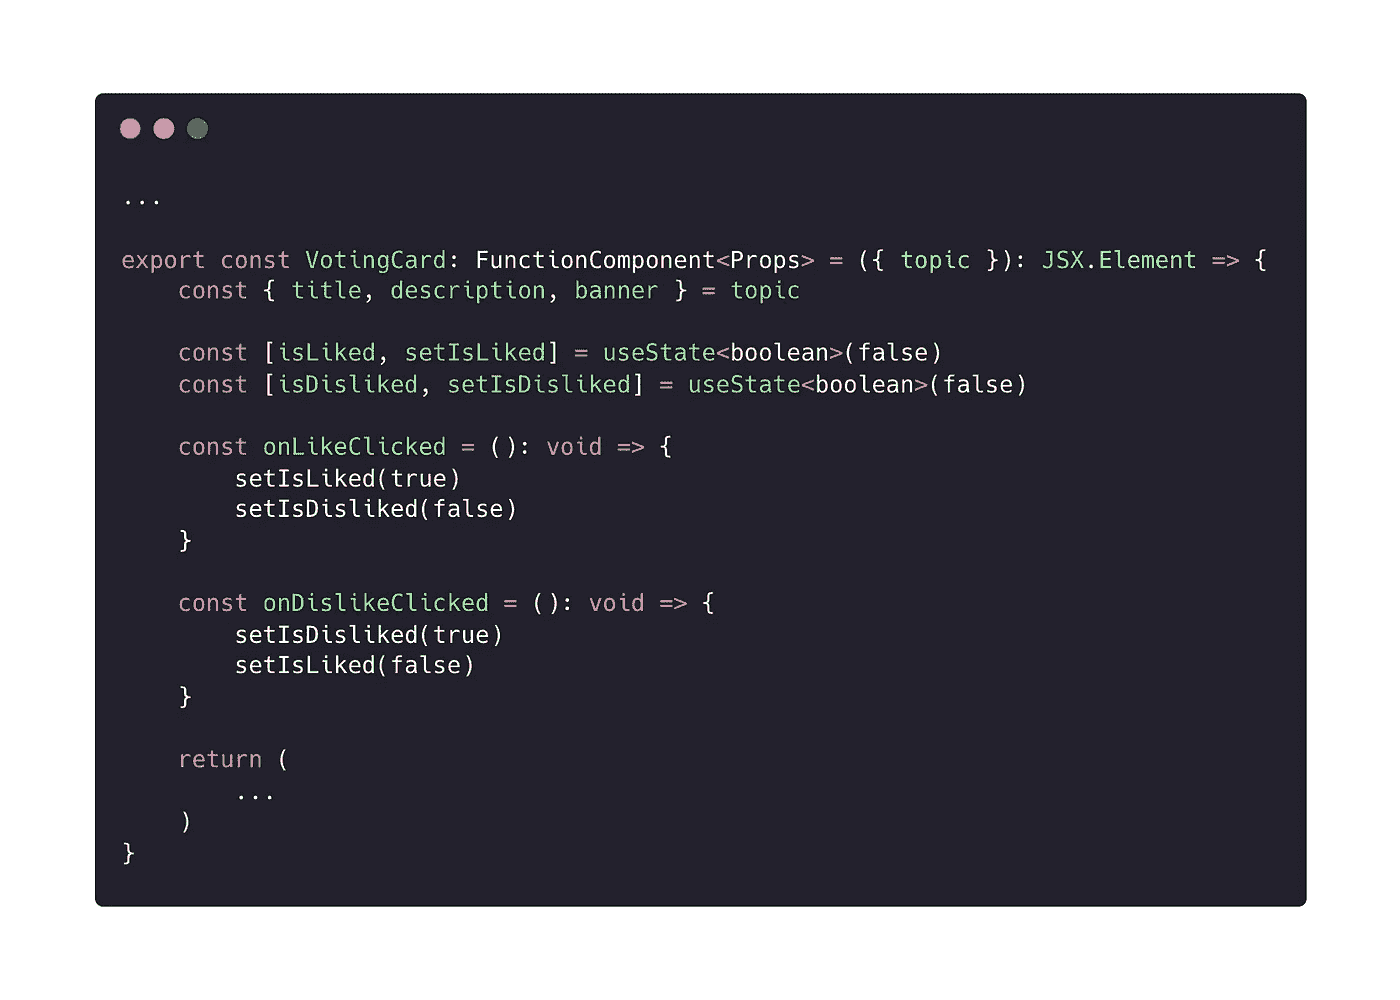 ...
export const VotingCard: FunctionComponent<Props> = ({ topic }): JSX.Element => {
    const { title, description, banner } = topic
    const [isLiked, setIsLiked] = useState<boolean>(false)
    const [isDisliked, setIsDisliked] = useState<boolean>(false)
    const onLikeClicked = (): void => {
        setIsLiked(true)
        setIsDisliked(false)
    }
    const onDislikeClicked = (): void => {
        setIsDisliked(true)
        setIsLiked(false)
    }
    return (
        ...
    )
}